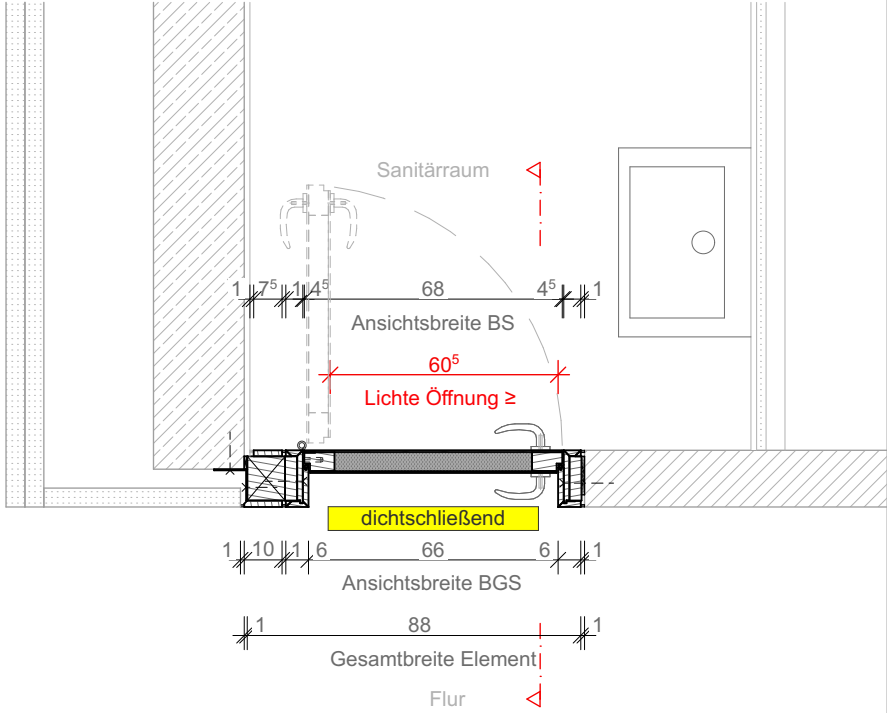 Sanitärraum
1 7⁵ 1 4⁵ 68 4⁵ 1
Ansichtsbreite BS
60⁵
Lichte Öffnung ≥
dichtschließend
1 10 1 6 66 6 1
Ansichtsbreite BGS
1 88 1
Gesamtbreite Element
Flur